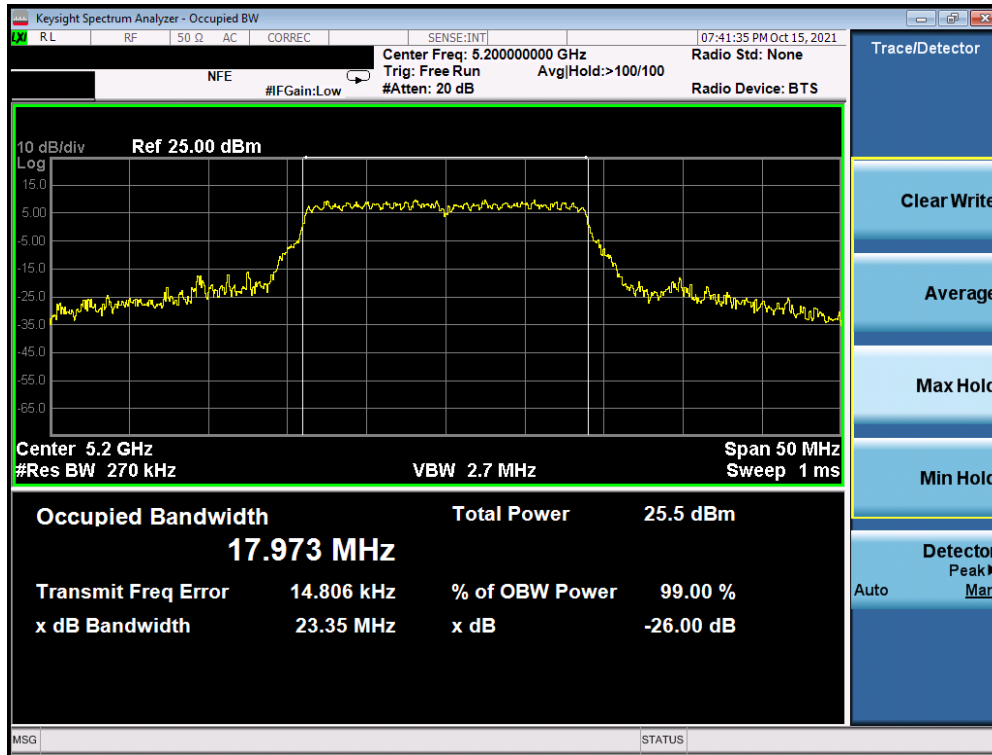 Keysight Spectrum Analyzer - Occupied BW
LXI RL RF 50 Ω AC CORREC SENSE:INT 07:41:35 PM Oct 15, 2021
Center Freq: 5.200000000 GHz Radio Std: None
NFE Trig: Free Run Avg|Hold:>100/100
#IFGain:Low #Atten: 20 dB Radio Device: BTS
Trace/Detector
10 dB/div Ref 25.00 dBm
Log
15.0
5.00
-5.00
-15.0
-25.0
-35.0
-45.0
-55.0
-65.0
Center 5.2 GHz Span 50 MHz
#Res BW 270 kHz VBW 2.7 MHz Sweep 1 ms
Occupied Bandwidth Total Power 25.5 dBm
17.973 MHz
Transmit Freq Error 14.806 kHz % of OBW Power 99.00 %
x dB Bandwidth 23.35 MHz x dB -26.00 dB
Clear Write
Average
Max Hold
Min Hold
Detector
Peak
Auto Man
MSG STATUS